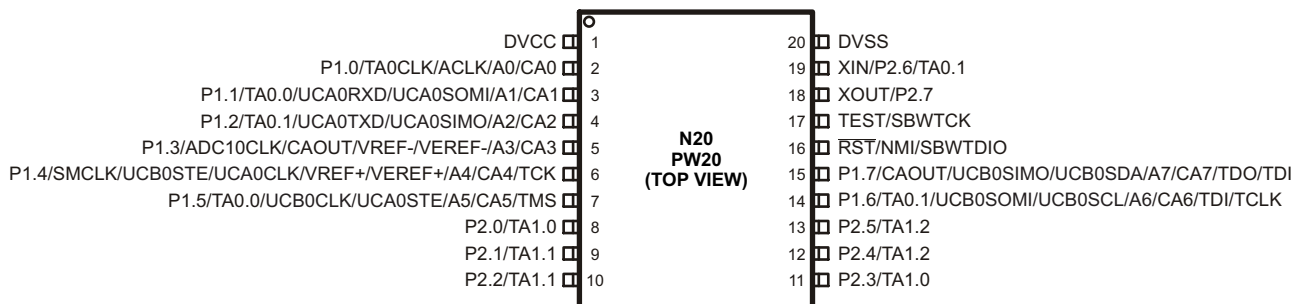 DVCC 1 20 DVSS
P1.0/TA0CLK/ACLK/A0/CA0 2 19 XIN/P2.6/TA0.1
P1.1/TA0.0/UCA0RXD/UCA0SOMI/A1/CA1 3 18 XOUT/P2.7
P1.2/TA0.1/UCA0TXD/UCA0SIMO/A2/CA2 4 17 TEST/SBWTCK
N20
P1.3/ADC10CLK/CAOUT/VREF-/VEREF-/A3/CA3 5 16 RST/NMI/SBWTDIO
PW20
P1.4/SMCLK/UCB0STE/UCA0CLK/VREF+/VEREF+/A4/CA4/TCK 6 15 P1.7/CAOUT/UCB0SIMO/UCB0SDA/A7/CA7/TDO/TDI
(TOP VIEW)
P1.5/TA0.0/UCB0CLK/UCA0STE/A5/CA5/TMS 7 14 P1.6/TA0.1/UCB0SOMI/UCB0SCL/A6/CA6/TDI/TCLK
P2.0/TA1.0 8 13 P2.5/TA1.2
P2.1/TA1.1 9 12 P2.4/TA1.2
P2.2/TA1.1 10 11 P2.3/TA1.0